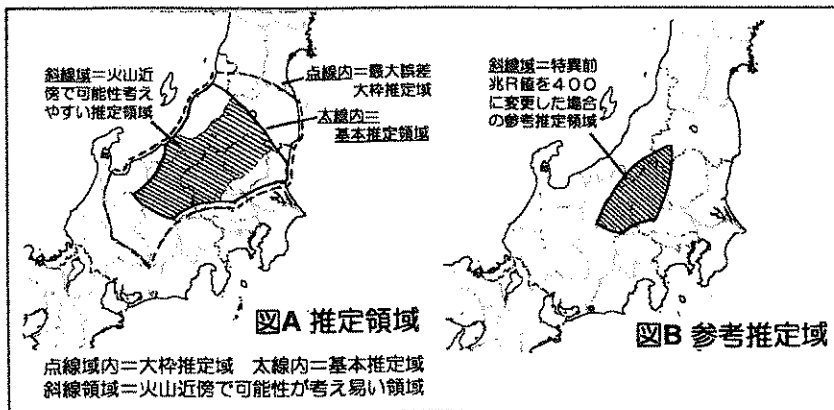 斜線域=火山近
傍で可能性考え
やすい推定領域
点線内=最大誤差
大枠推定域
太線内=
基本推定領域
図A 推定領域
点線域内=大枠推定域 太線内=基本推定域
斜線領域=火山近傍で可能性が考え易い領域
斜線域=特異前
兆R値を400
に変更した場合
の参考推定領域
図B 参考推定域